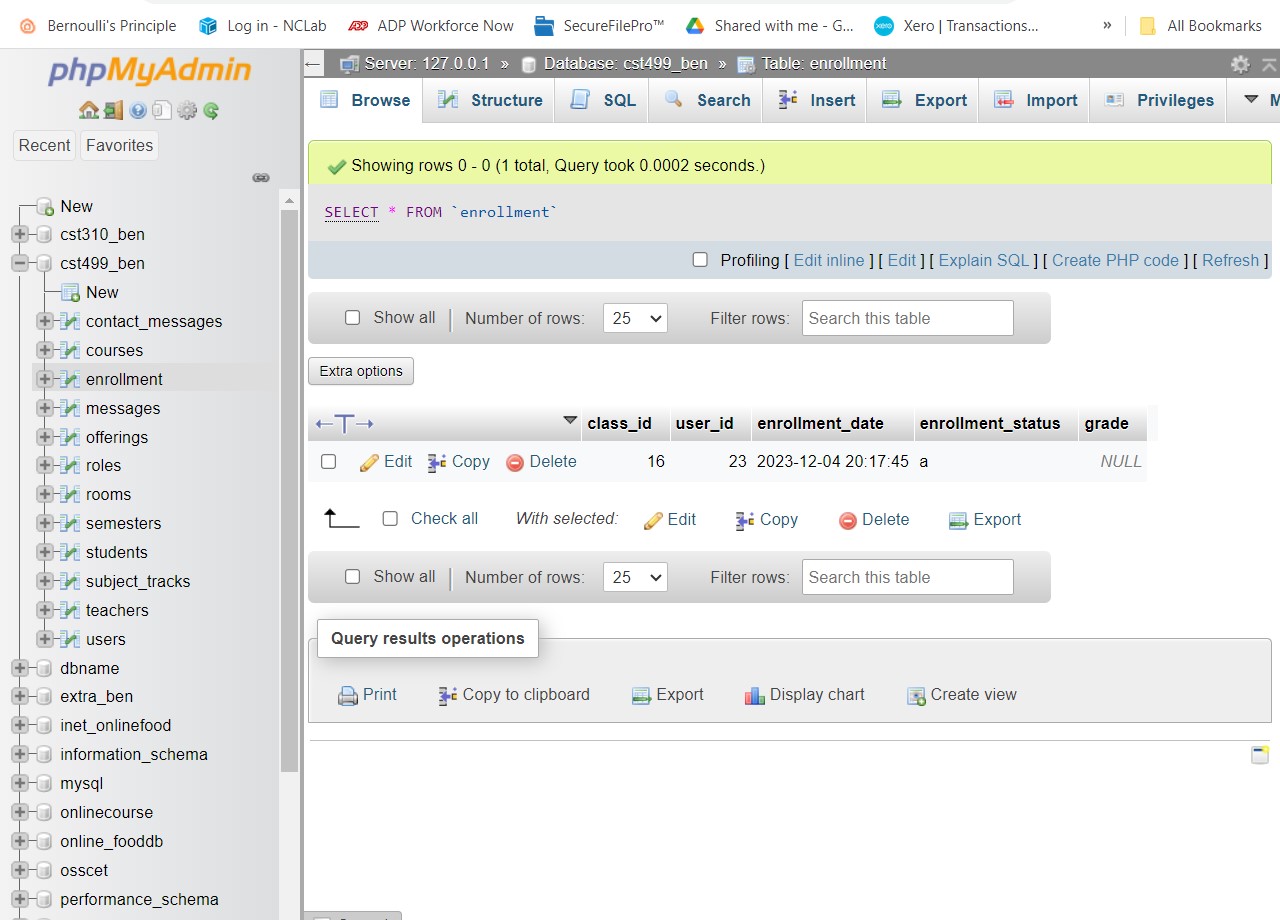 Bernoulli's Principle Log in - NCLab ADP Workforce Now SecureFilePro™ Shared with me - G... Xero | Transactions... » All Bookmarks
phpMyAdmin
Recent Favorites
New
cst310_ben
cst499_ben
New
contact_messages
courses
enrollment
messages
offerings
roles
rooms
semesters
students
subject_tracks
teachers
users
dbname
extra_ben
inet_onlinefood
information_schema
mysql
onlinecourse
online_fooddb
osscet
performance_schema
Server: 127.0.0.1 » Database: cst499_ben » Table: enrollment
Browse Structure SQL Search Insert Export Import Privileges
Showing rows 0 - 0 (1 total, Query took 0.0002 seconds.)
SELECT * FROM `enrollment`
Profiling [ Edit inline ] [ Edit ] [ Explain SQL ] [ Create PHP code ] [ Refresh ]
Show all | Number of rows: 25 Filter rows: Search this table
Extra options
←T→ class_id user_id enrollment_date enrollment_status grade
Edit Copy Delete 16 23 2023-12-04 20:17:45 a NULL
Check all With selected: Edit Copy Delete Export
Show all | Number of rows: 25 Filter rows: Search this table
Query results operations
Print Copy to clipboard Export Display chart Create view